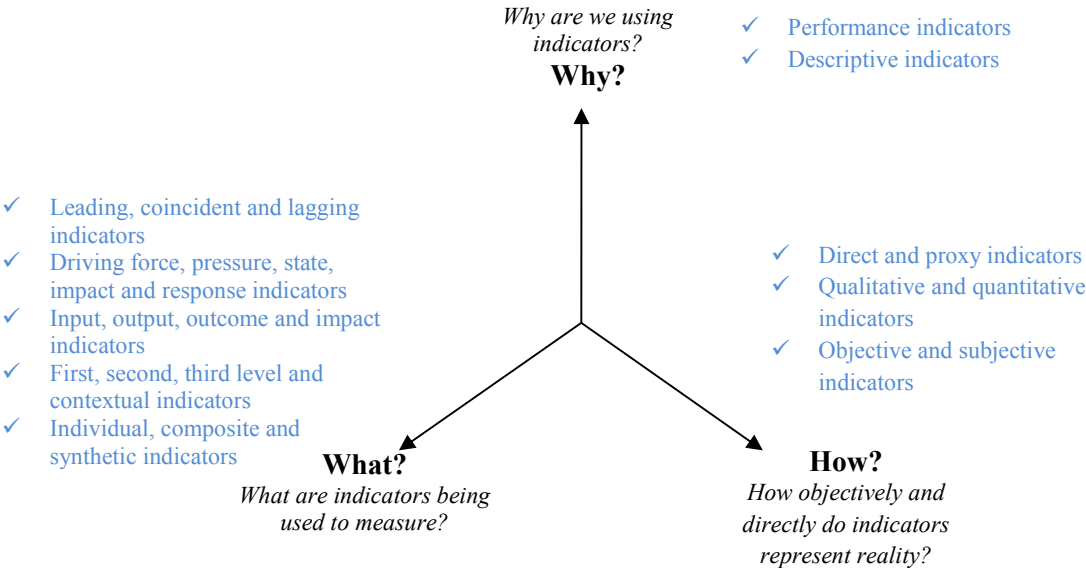 Why are we using
indicators?
Why?
✓ Performance indicators
✓ Descriptive indicators
✓ Leading, coincident and lagging
indicators
✓ Driving force, pressure, state,
impact and response indicators
✓ Input, output, outcome and impact
indicators
✓ First, second, third level and
contextual indicators
✓ Individual, composite and
synthetic indicators
What?
What are indicators being
used to measure?
✓ Direct and proxy indicators
✓ Qualitative and quantitative
indicators
✓ Objective and subjective
indicators
How?
How objectively and
directly do indicators
represent reality?